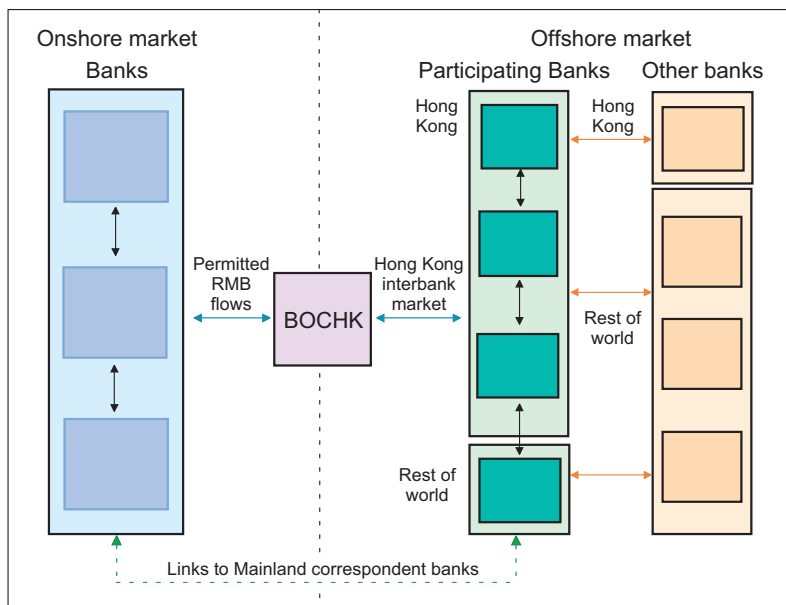 Onshore market
Banks
Offshore market
Participating Banks
Other banks
Hong
Kong
Hong
Kong
Permitted
RMB
flows
BOCHK
Hong Kong
interbank
market
Rest of
world
Rest of
world
Links to Mainland correspondent banks